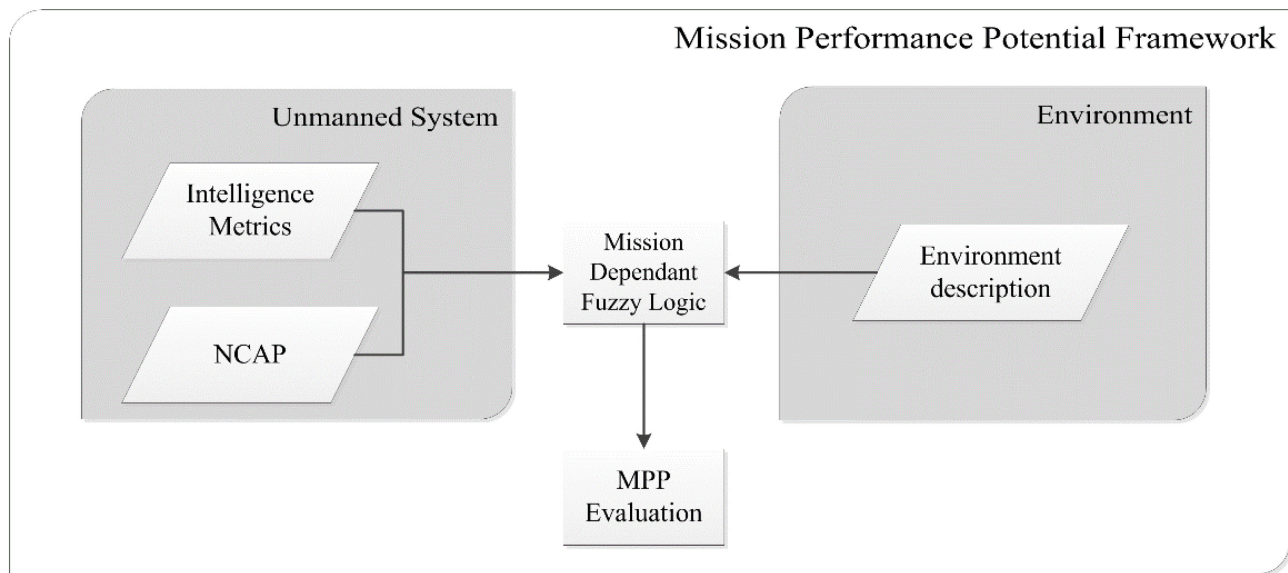 Mission Performance Potential Framework
Unmanned System
Intelligence
Metrics
NCAP
Mission
Dependant
Fuzzy Logic
MPP
Evaluation
Environment
Environment
description